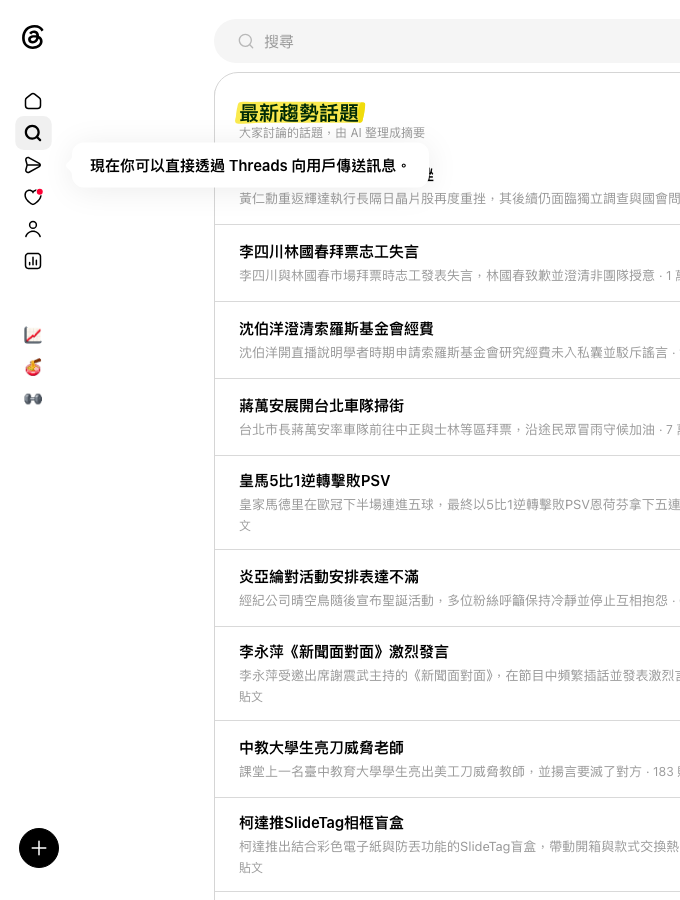 搜尋
最新趨勢話題
大家討論的話題，由 AI 整理成摘要
現在你可以直接透過 Threads 向用戶傳送訊息。
黃仁勳重返輝達執行長隔日晶片股再度重挫，其後續仍面臨獨立調查與國會問
李四川林國春拜票志工失言
李四川與林國春市場拜票時志工發表失言，林國春致歉並澄清非團隊授意 · 1 萬
沈伯洋澄清索羅斯基金會經費
沈伯洋開直播說明學者時期申請索羅斯基金會研究經費未入私囊並駁斥謠言 ·
蔣萬安展開台北車隊掃街
台北市長蔣萬安率車隊前往中正與士林等區拜票，沿途民眾冒雨守候加油 · 7 萬
皇馬5比1逆轉擊敗PSV
皇家馬德里在歐冠下半場連進五球，最終以5比1逆轉擊敗PSV恩荷芬拿下五連
文
炎亞綸對活動安排表達不滿
經紀公司晴空鳥隨後宣布聖誕活動，多位粉絲呼籲保持冷靜並停止互相抱怨 ·
李永萍《新聞面對面》激烈發言
李永萍受邀出席謝震武主持的《新聞面對面》，在節目中頻繁插話並發表激烈言
貼文
中教大學生亮刀威脅老師
課堂上一名臺中教育大學學生亮出美工刀威脅教師，並揚言要滅了對方 · 183 則
柯達推SlideTag相框盲盒
柯達推出結合彩色電子紙與防丟功能的SlideTag盲盒，帶動開箱與款式交換熱
貼文